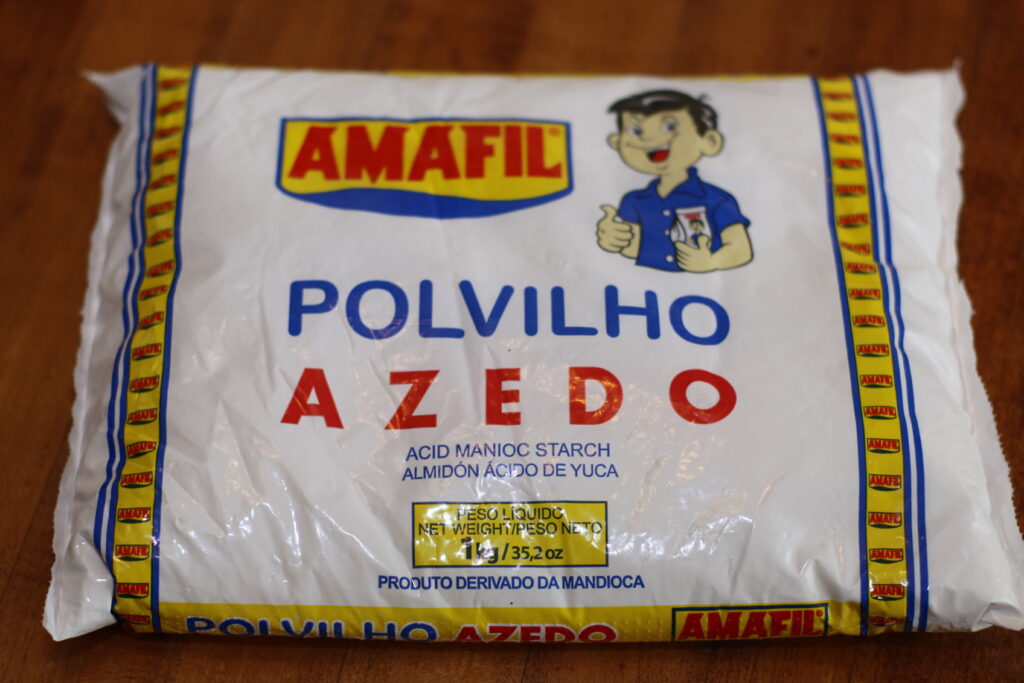 AMAFIL®
POLVILHO
AZEDO
ACID MANIOC STARCH
ALMIDÓN ÁCIDO DE YUCA
PESO LÍQUIDO
NET WEIGHT/PESO NETO
1kg/35,2 oz
PRODUTO DERIVADO DA MANDIOCA
POLVILHO AZEDO AMAFIL®